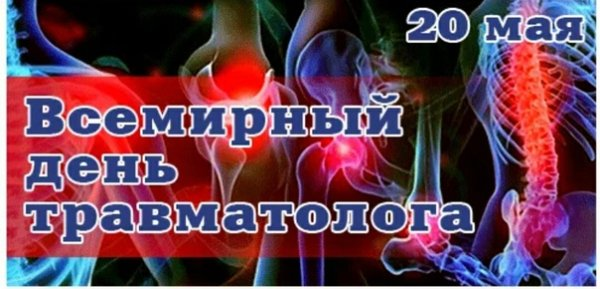 20 мая
Всемирный
день
травматолога